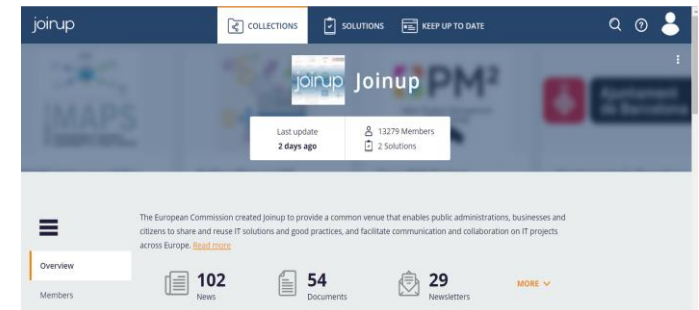 joinup
COLLECTIONS
SOLUTIONS
KEEP UP TO DATE
IMAPS
joinup
Joinup
PM²
Ajuntament
de Barcelona
Last update
2 days ago
13279 Members
2 Solutions
The European Commission created Joinup to provide a common venue that enables public administrations, businesses and
citizens to share and reuse IT solutions and good practices, and facilitate communication and collaboration on IT projects
across Europe. Read more
Overview
Members
102
News
54
Documents
29
Newsletters
MORE